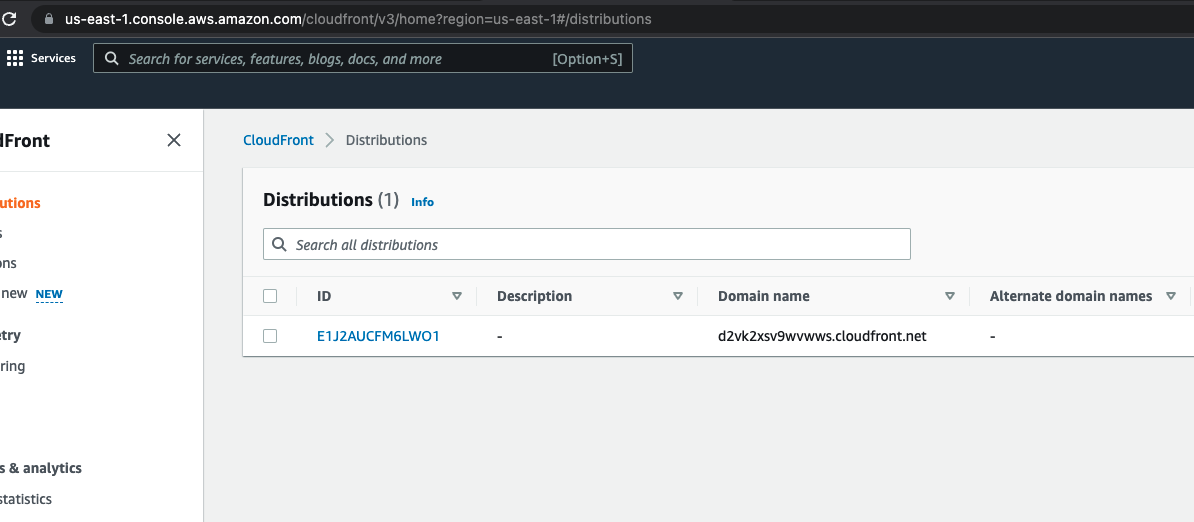 us-east-1.console.aws.amazon.com/cloudfront/v3/home?region=us-east-1#/distributions
Services
Search for services, features, blogs, docs, and more
[Option+S]
dFront
CloudFront
Distributions
Distributions (1) Info
utions
s
ons
new NEW
etry
ring
s & analytics
statistics
Search all distributions
ID Description Domain name Alternate domain names
E1J2AUCFM6LWO1 - d2vk2xsv9wvwws.cloudfront.net -